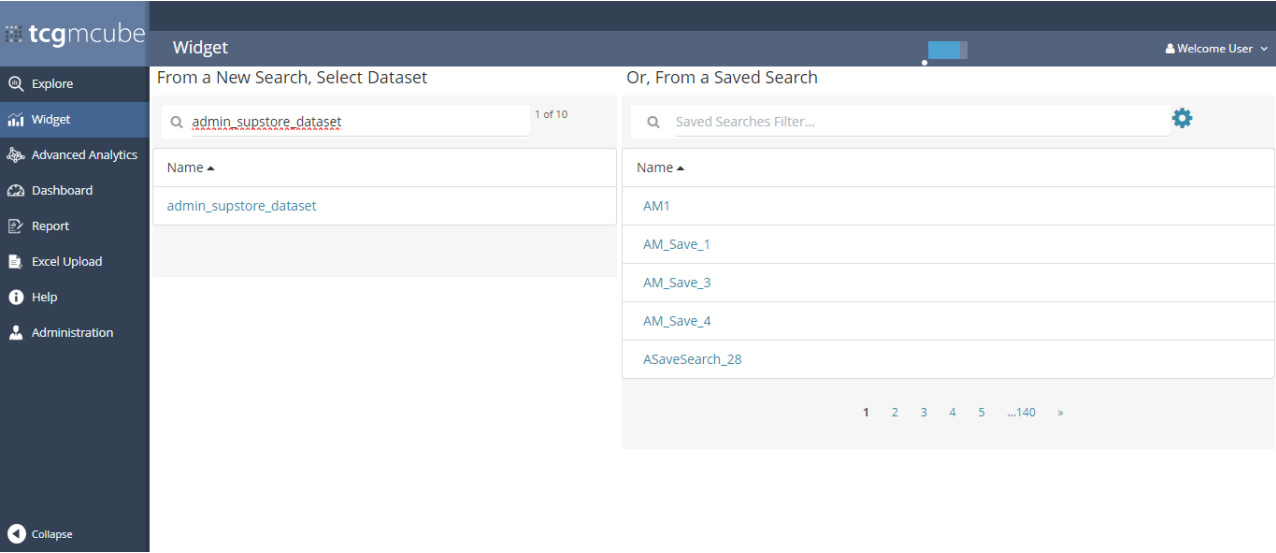 tcgmcube
Widget
Welcome User
Explore
Widget
Advanced Analytics
Dashboard
Report
Excel Upload
Help
Administration
Collapse
From a New Search, Select Dataset
admin_supstore_dataset
1 of 10
Name
admin_supstore_dataset
Or, From a Saved Search
Saved Searches Filter...
Name
AM1
AM_Save_1
AM_Save_3
AM_Save_4
ASaveSearch_28
1 2 3 4 5 ...140 »